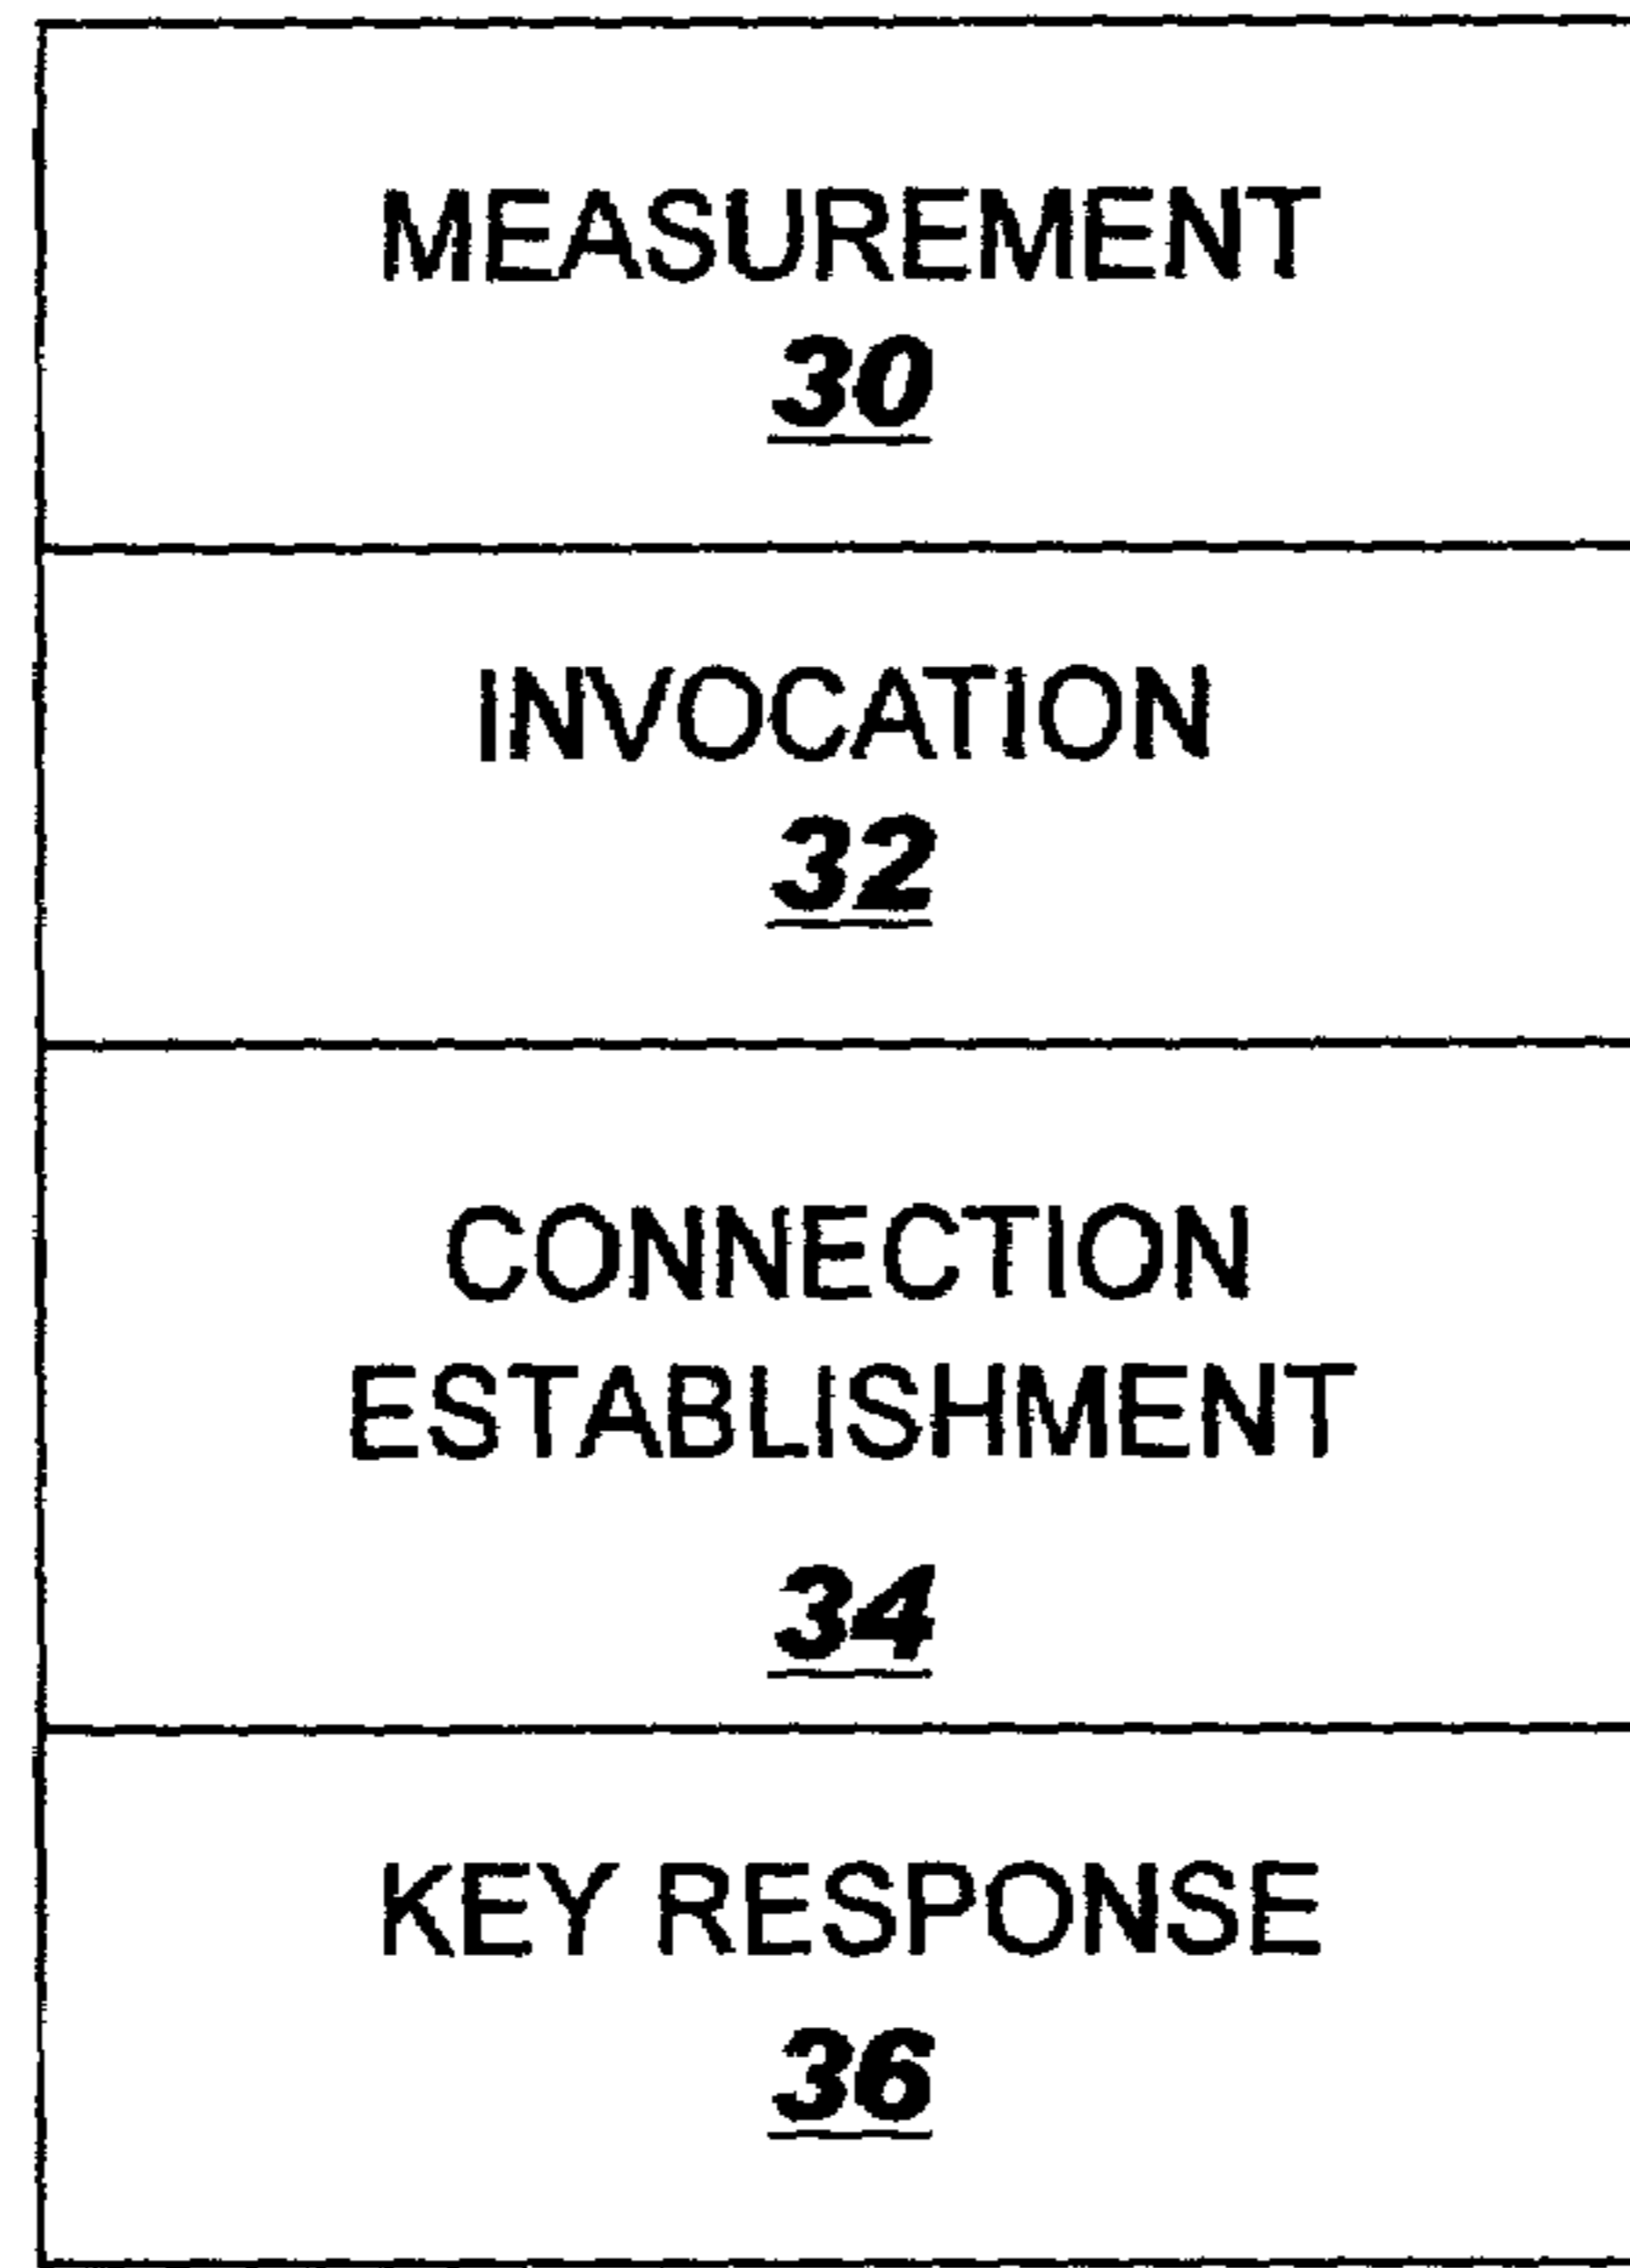 MEASUREMENT
30
INVOCATION
32
CONNECTION
ESTABLISHMENT
34
KEY RESPONSE
36